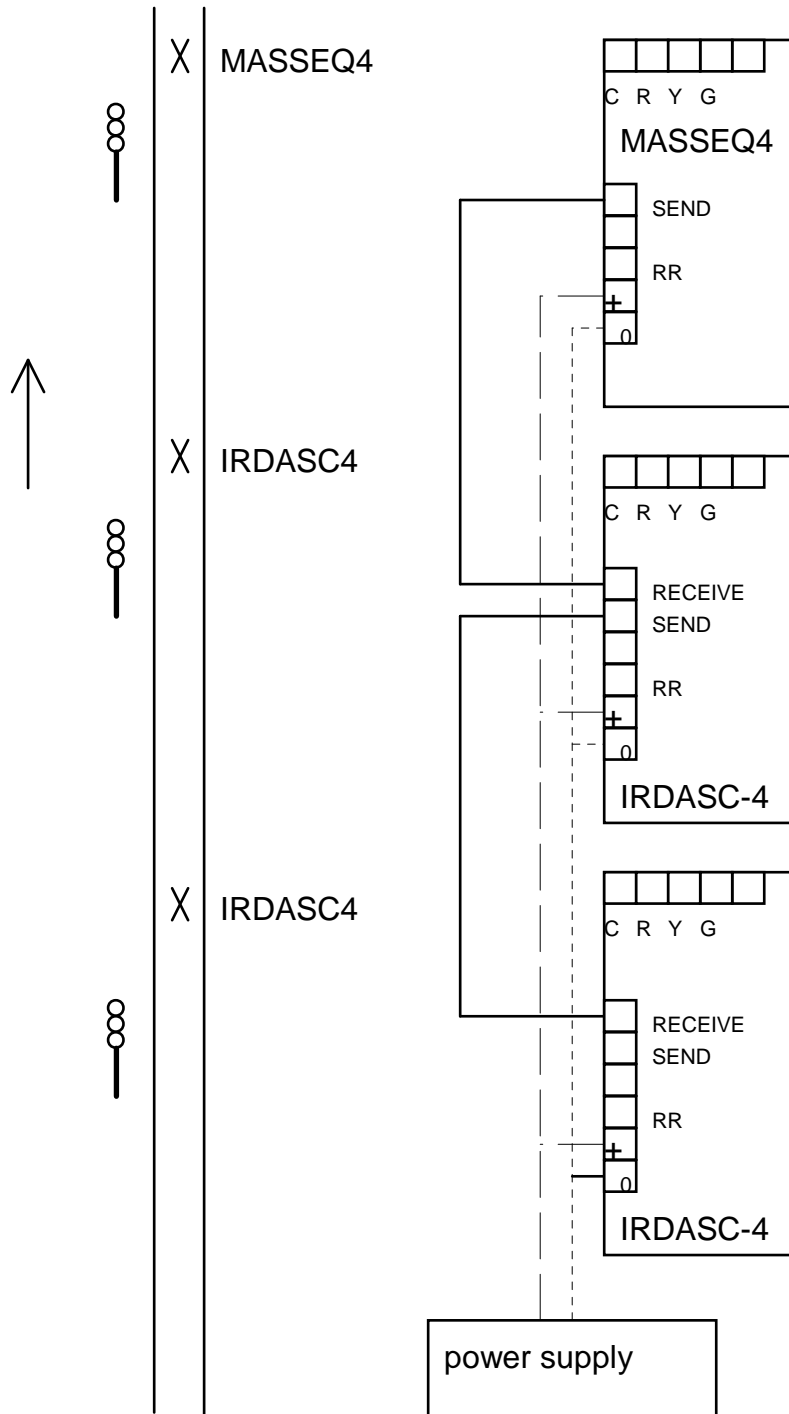 MASSEQ4
C R Y G
MASSEQ4
SEND
RR
+
0
IRDASC4
C R Y G
RECEIVE
SEND
RR
+
0
IRDASC-4
IRDASC4
C R Y G
RECEIVE
SEND
RR
+
0
IRDASC-4
power supply